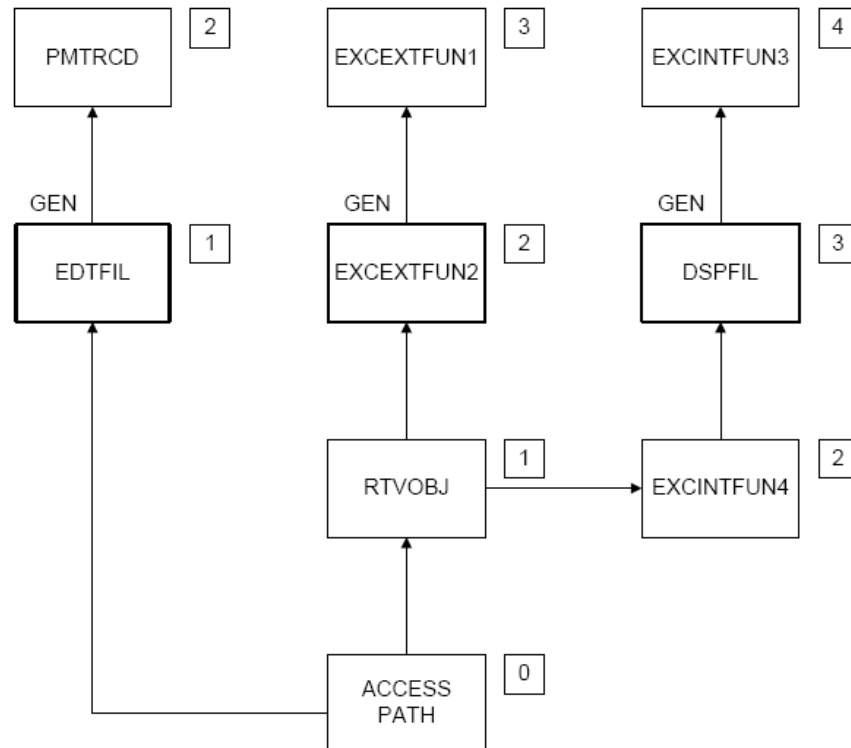 PMTRCD
2
EXCEXTFUN1
3
EXCINTFUN3
4
GEN
GEN
GEN
EDTFIL
1
EXCEXTFUN2
2
DSPFIL
3
RTVOBJ
1
EXCINTFUN4
2
ACCESS
PATH
0